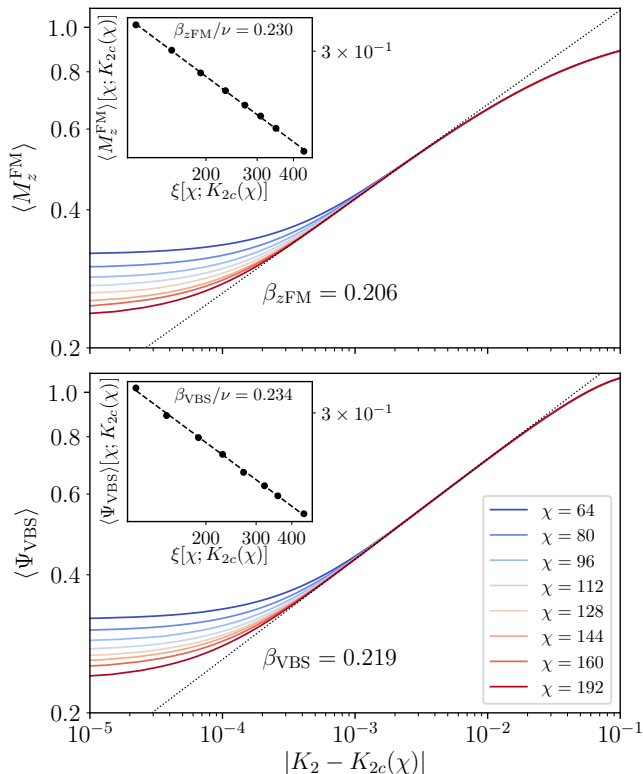 1.0
0.8
0.6
0.4
0.2
⟨M_z^FM⟩
⟨M_z^FM⟩[χ; K_2c(χ)]
β_zFM/ν = 0.230
3 × 10^−1
200 300 400
ξ[χ; K_2c(χ)]
β_zFM = 0.206
1.0
0.8
0.6
0.4
0.2
⟨Ψ_VBS⟩
⟨Ψ_VBS⟩[χ; K_2c(χ)]
β_VBS/ν = 0.234
3 × 10^−1
200 300 400
ξ[χ; K_2c(χ)]
β_VBS = 0.219
χ = 64
χ = 80
χ = 96
χ = 112
χ = 128
χ = 144
χ = 160
χ = 192
10^−5 10^−4 10^−3 10^−2 10^−1
|K_2 − K_2c(χ)|